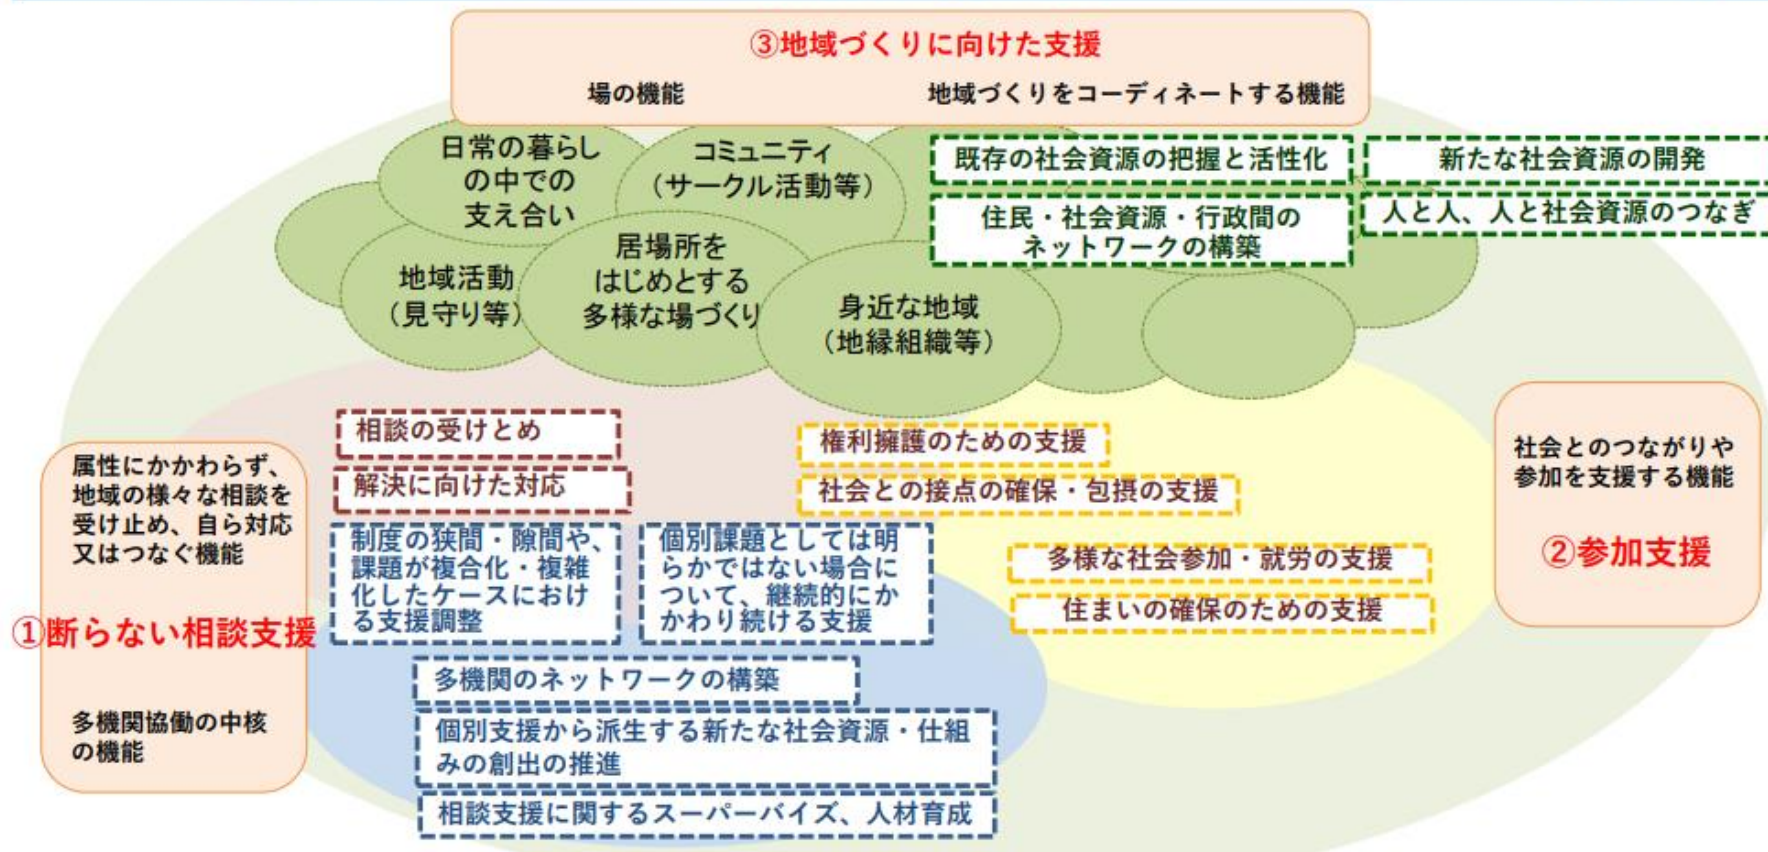 ③地域づくりに向けた支援
場の機能
地域づくりをコーディネートする機能
日常の暮らし
の中での
支え合い
コミュニティ
（サークル活動等）
既存の社会資源の把握と活性化
新たな社会資源の開発
住民・社会資源・行政間の
ネットワークの構築
人と人、人と社会資源のつなぎ
地域活動
（見守り等）
居場所を
はじめとする
多様な場づくり
身近な地域
（地縁組織等）
属性にかかわらず、
地域の様々な相談を
受け止め、自ら対応
又はつなぐ機能
①断らない相談支援
多機関協働の中核
の機能
相談の受けとめ
解決に向けた対応
制度の狭間・隙間や、
課題が複合化・複雑
化したケースにおけ
る支援調整
個別課題としては明
らかではない場合に
ついて、継続的にか
かわり続ける支援
多機関のネットワークの構築
個別支援から派生する新たな社会資源・仕組
みの創出の推進
相談支援に関するスーパーバイズ、人材育成
権利擁護のための支援
社会との接点の確保・包摂の支援
多様な社会参加・就労の支援
住まいの確保のための支援
社会とのつながりや
参加を支援する機能
②参加支援